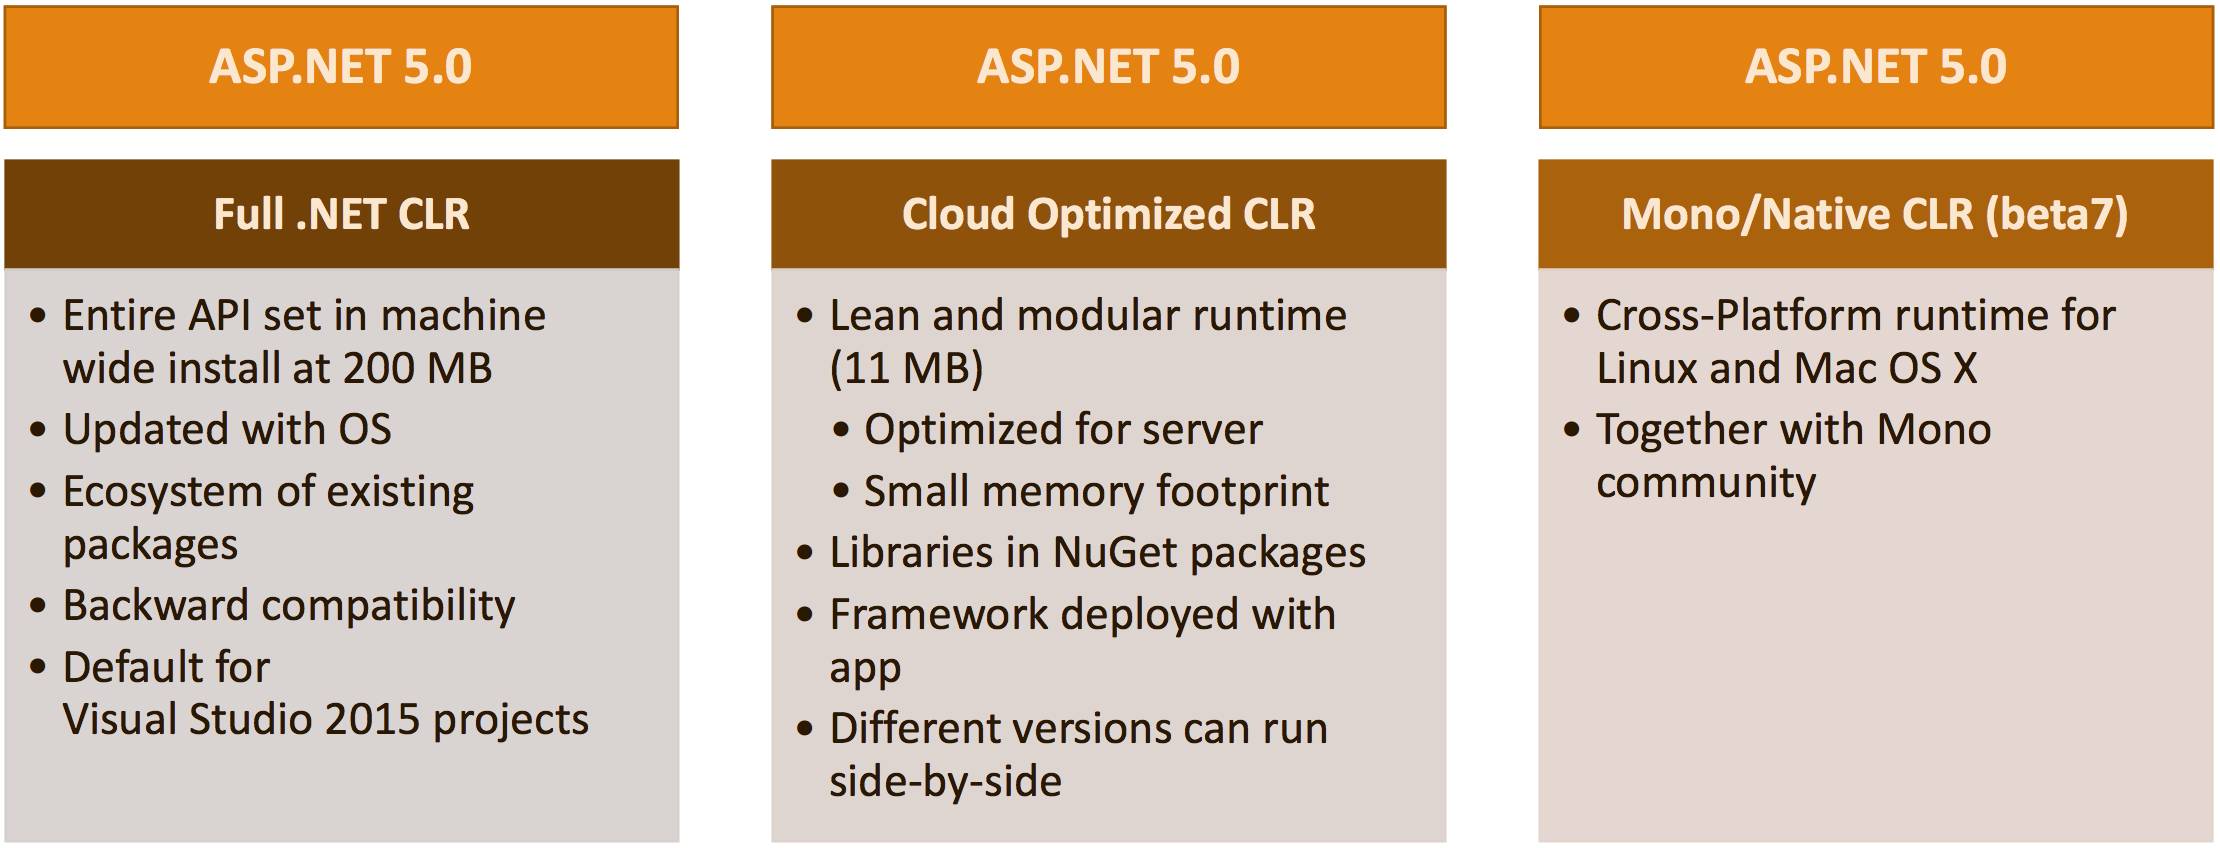 ASP.NET 5.0
Full .NET CLR
• Entire API set in machine
wide install at 200 MB
• Updated with OS
• Ecosystem of existing
packages
• Backward compatibility
• Default for
Visual Studio 2015 projects
ASP.NET 5.0
Cloud Optimized CLR
• Lean and modular runtime
(11 MB)
• Optimized for server
• Small memory footprint
• Libraries in NuGet packages
• Framework deployed with
app
• Different versions can run
side-by-side
ASP.NET 5.0
Mono/Native CLR (beta7)
• Cross-Platform runtime for
Linux and Mac OS X
• Together with Mono
community